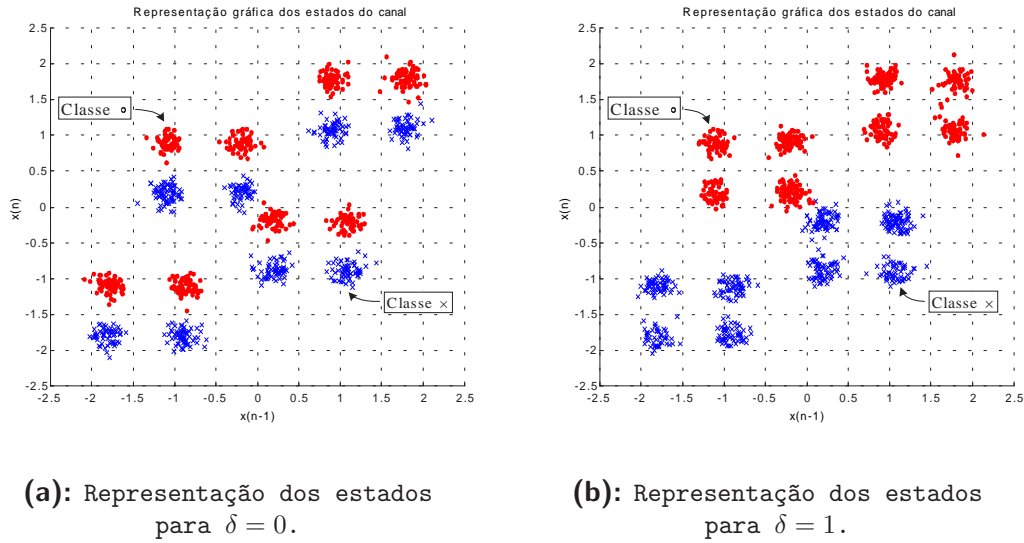 Representação gráfica dos estados do canal
2.5
2
1.5
1
0.5
0
-0.5
-1
-1.5
-2
-2.5
x(n)
Classe o
Classe ×
-2.5 -2 -1.5 -1 -0.5 0 0.5 1 1.5 2 2.5
x(n-1)
(a): Representação dos estados
para δ = 0.
Representação gráfica dos estados do canal
2.5
2
1.5
1
0.5
0
-0.5
-1
-1.5
-2
-2.5
x(n)
Classe o
Classe ×
-2.5 -2 -1.5 -1 -0.5 0 0.5 1 1.5 2 2.5
x(n-1)
(b): Representação dos estados
para δ = 1.